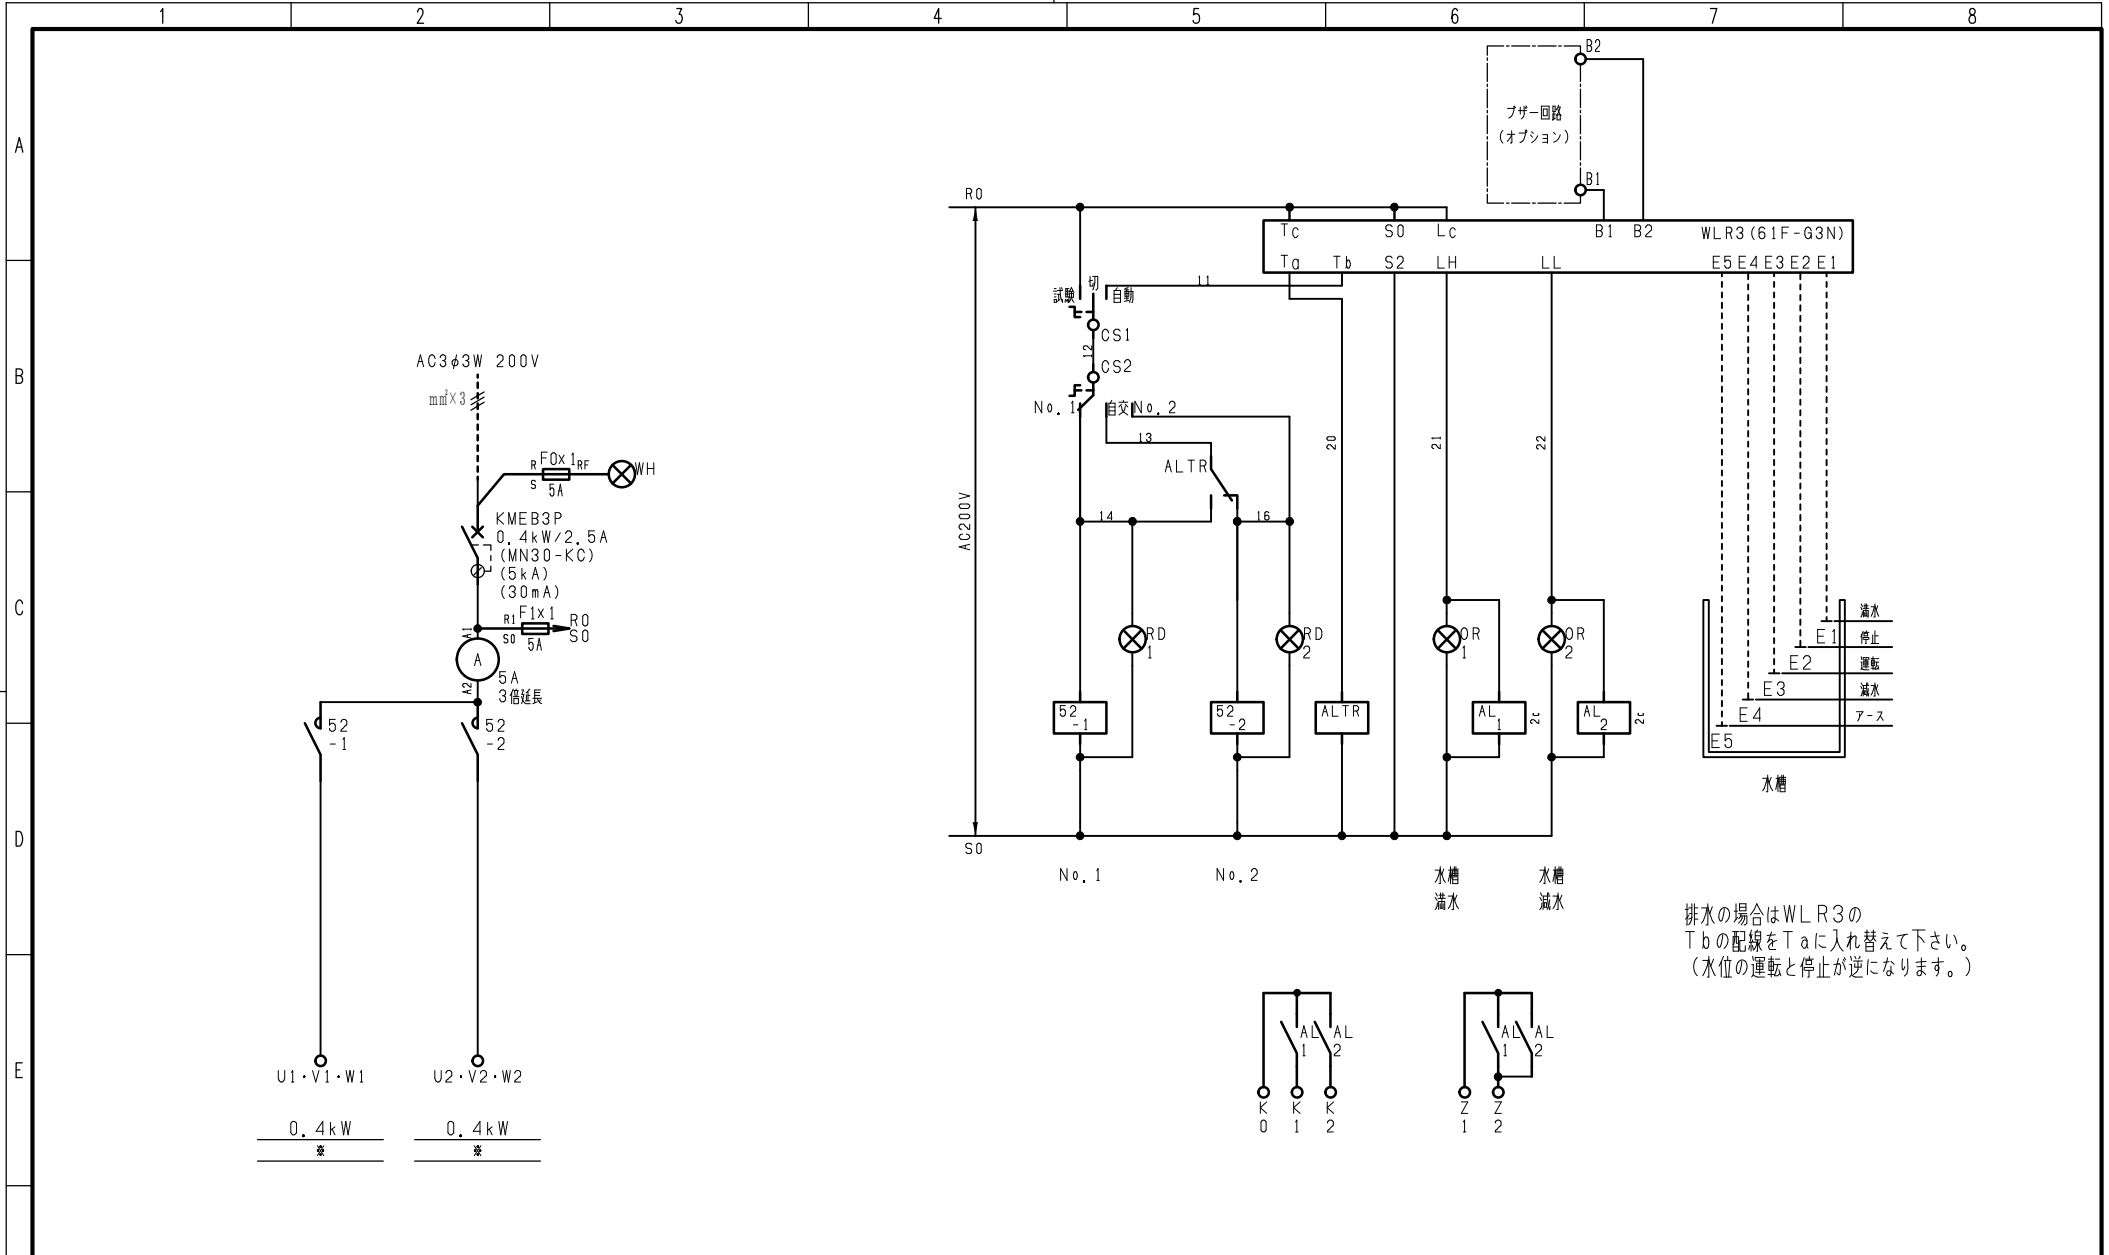 1 2 3 4 5 6 7 8
A
B
C
D
E
B2
ブザー回路
(オプション)
B1
R0
Tc S0 Lc B1 B2 WLR3(61F-G3N)
Ta Tb S2 LH LL E5 E4 E3 E2 E1
11
試験 切 自動
CS1
12
CS2
No.1 自交 No.2
13
ALTR
14
16
20
21
22
AC200V
RD
1
RD
2
OR
1
OR
2
52
-1
52
-2
ALTR
AL
1
2c
AL
2
2c
S0
No.1
No.2
水槽
満水
水槽
減水
満水
E1 停止
E2 運転
E3 減水
E4 アース
E5
水槽
AC3φ3W 200V
mm²×3
R F0x1 RF
S 5A
WH
KMEB3P
0.4kW/2.5A
(MN30-KC)
(5kA)
(30mA)
R1 F1x1 R0
S0 5A S0
A1
A
A2
5A
3倍延長
52
-1
52
-2
U1・V1・W1
U2・V2・W2
0.4kW
※
0.4kW
※
排水の場合はWLR3の
Tbの配線をTaに入れ替えて下さい。
(水位の運転と停止が逆になります。)
AL
1
AL
2
K
0
K
1
K
2
AL
1
AL
2
Z
1
Z
2